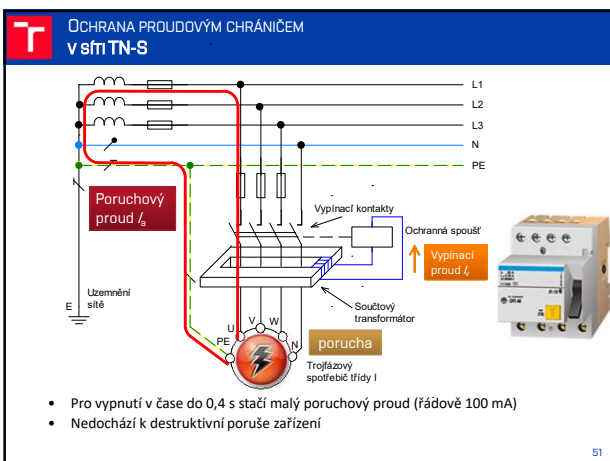 OCHRANA PROUDOVÝM CHRÁNIČEM
v síti TN-S
L1
L2
L3
N
PE
Poruchový
proud Ia
Vypínací kontakty
Ochranná spoušť
Vypínací
proud Ir
Uzemnění
sítě
E
Součtový
transformátor
PE
U
V
W
N
porucha
Trojfázový
spotřebič třídy I
• Pro vypnutí v čase do 0,4 s stačí malý poruchový proud (řádově 100 mA)
• Nedochází k destruktivní poruše zařízení
51